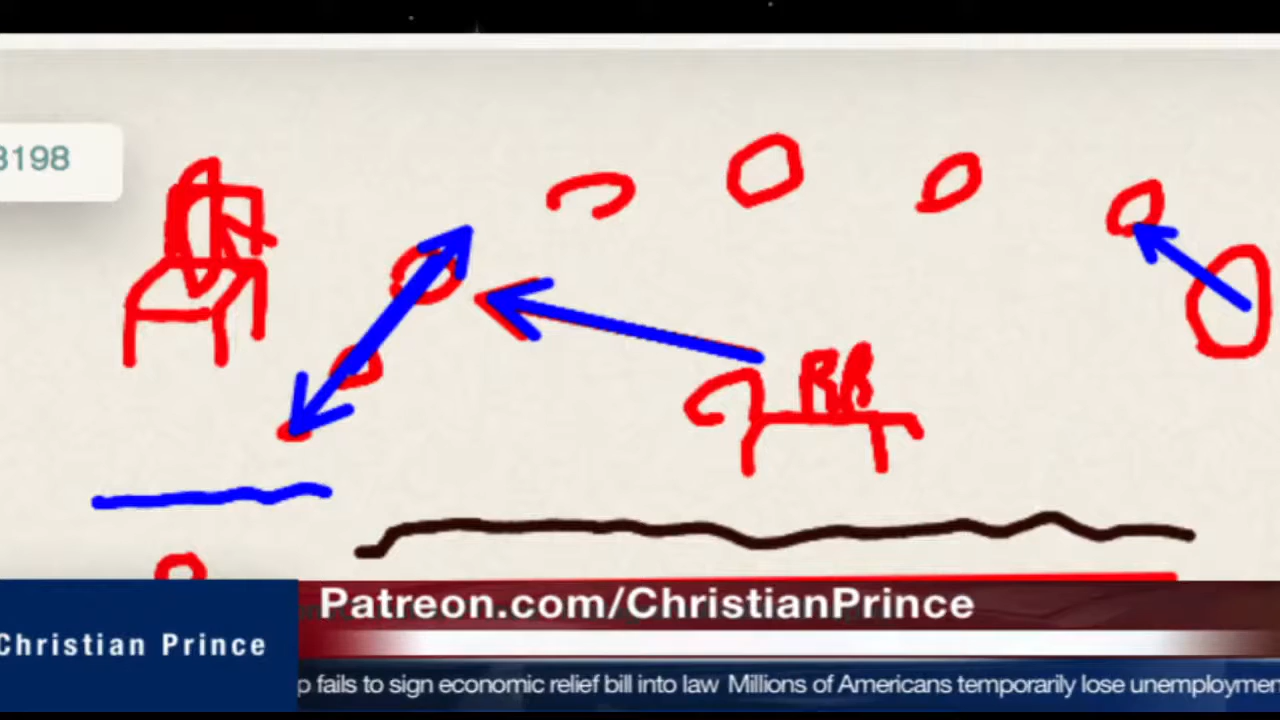 3198
Patreon.com/ChristianPrince
Christian Prince
p fails to sign economic relief bill into law Millions of Americans temporarily lose unemploymen